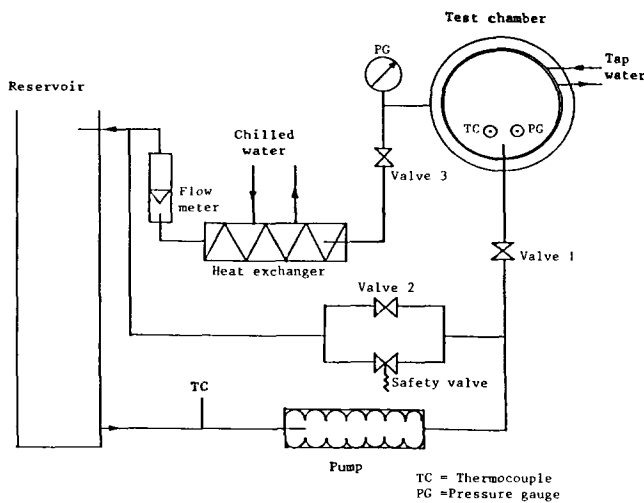 Test chamber
PG
Tap
water
Reservoir
TC
PG
Chilled
water
Valve 3
Flow
meter
Heat exchanger
Valve 1
Valve 2
Safety valve
TC
Pump
TC = Thermocouple
PG =Pressure gauge